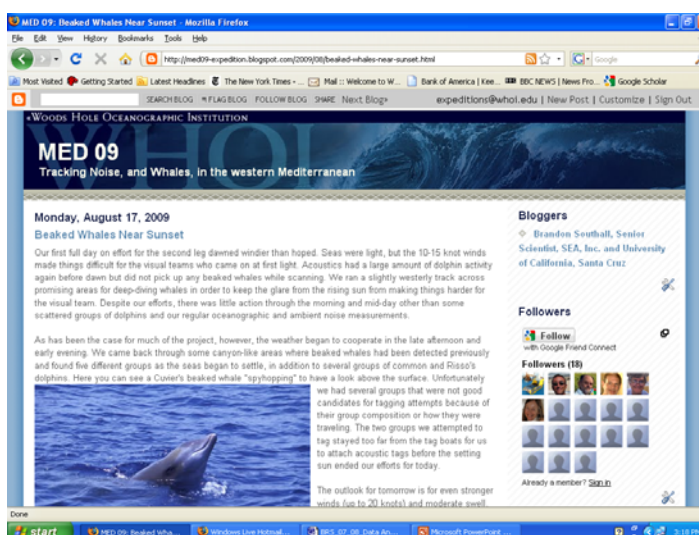 MED 09: Beaked Whales Near Sunset - Mozilla Firefox
File Edit View History Bookmarks Tools Help
http://med09-expedition.blogspot.com/2009/08/beaked-whales-near-sunset.html
Google
Most Visited Getting Started Latest Headlines The New York Times - ... Mail :: Welcome to W... Bank of America | Kee... BBC NEWS | News Fro... Google Scholar
SEARCH BLOG FLAG BLOG FOLLOW BLOG SHARE Next Blog» expeditions@whoi.edu | New Post | Customize | Sign Out
«Woods Hole Oceanographic Institution
WHOI
MED 09
Tracking Noise, and Whales, in the western Mediterranean
Monday, August 17, 2009
Beaked Whales Near Sunset
Our first full day on effort for the second leg dawned windier than hoped. Seas were light, but the 10-15 knot winds
made things difficult for the visual teams who came on at first light. Acoustics had a large amount of dolphin activity
again before dawn but did not pick up any beaked whales while scanning. We ran a slightly westerly track across
promising areas for deep-diving whales in order to keep the glare from the rising sun from making things harder for
the visual team. Despite our efforts, there was little action through the morning and mid-day other than some
scattered groups of dolphins and our regular oceanographic and ambient noise measurements.
As has been the case for much of the project, however, the weather began to cooperate in the late afternoon and
early evening. We came back through some canyon-like areas where beaked whales had been detected previously
and found five different groups as the seas began to settle, in addition to several groups of common and Risso's
dolphins. Here you can see a Cuvier's beaked whale "spyhopping" to have a look above the surface. Unfortunately
we had several groups that were not good
candidates for tagging attempts because of
their group composition or how they were
traveling. The two groups we attempted to
tag stayed too far from the tag boats for us
to attach acoustic tags before the setting
sun ended our efforts for today.
The outlook for tomorrow is for even stronger
winds (up to 20 knots) and moderate swell
Bloggers
Brandon Southall, Senior
Scientist, SEA, Inc. and University
of California, Santa Cruz
Followers
Follow
with Google Friend Connect
Followers (18)
Already a member? Sign in
Done
start
MED 09: Beaked Wha...
Windows Live Hotmail...
BRS_07_08_Data An...
Microsoft PowerPoint ...
3:18 PM